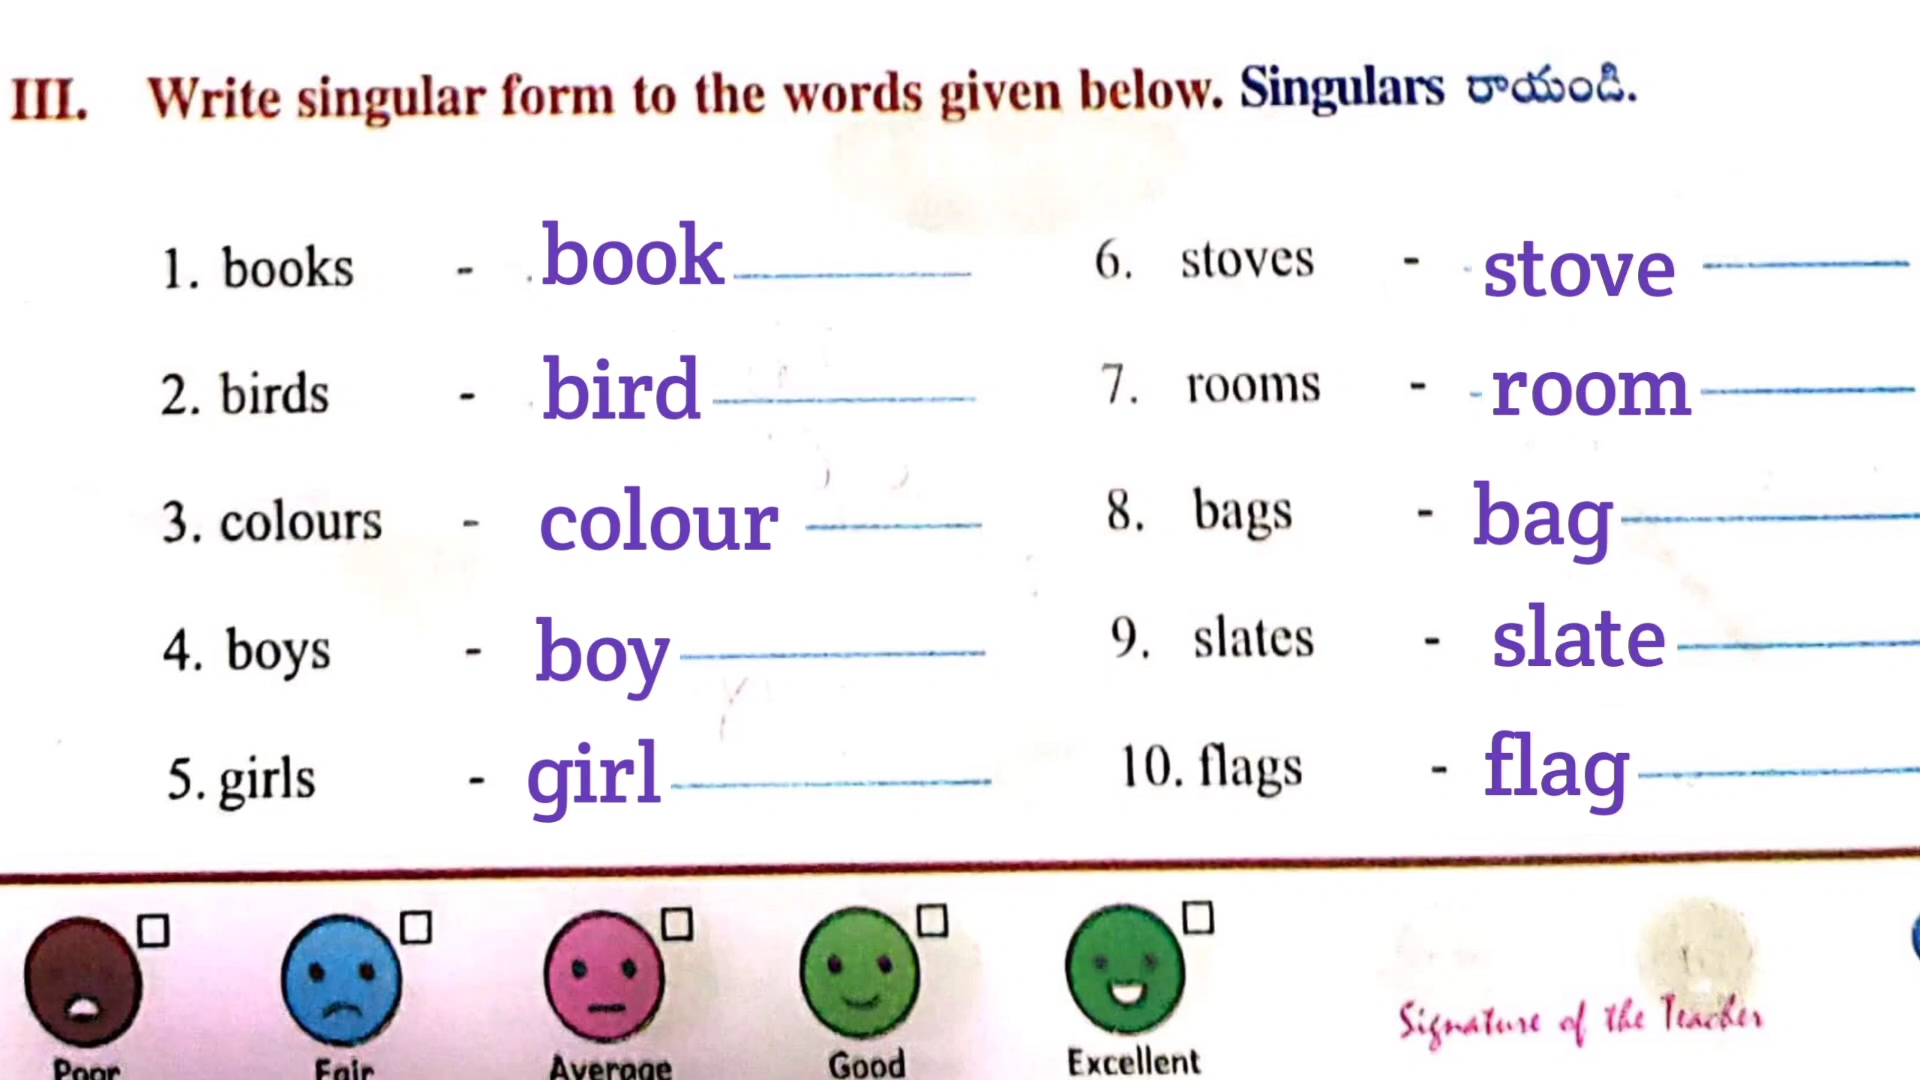 III. Write singular form to the words given below. Singulars రాయండి.
1. books - book
2. birds - bird
3. colours - colour
4. boys - boy
5. girls - girl
6. stoves - stove
7. rooms - room
8. bags - bag
9. slates - slate
10. flags - flag
Poor Fair Average Good Excellent
Signature of the Teacher